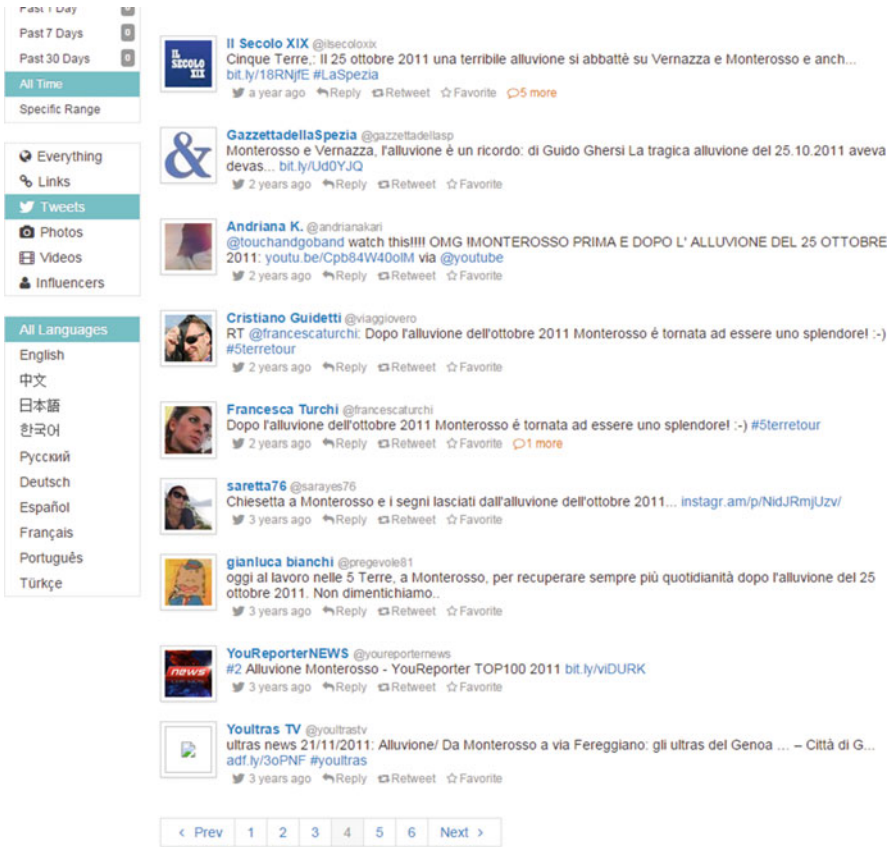 Past 1 Day 0
Past 7 Days 0
Past 30 Days 0
All Time
Specific Range
Everything
Links
Tweets
Photos
Videos
Influencers
All Languages
English
中文
日本語
한국어
Русский
Deutsch
Español
Français
Português
Türkçe
IL SECOLO XIX
Il Secolo XIX @ilsecoloxix
Cinque Terre,: Il 25 ottobre 2011 una terribile alluvione si abbattè su Vernazza e Monterosso e anch...
bit.ly/18RNjfE #LaSpezia
a year ago Reply Retweet Favorite 5 more
&
GazzettadellaSpezia @gazzettadellasp
Monterosso e Vernazza, l'alluvione è un ricordo: di Guido Ghersi La tragica alluvione del 25.10.2011 aveva
devas... bit.ly/Ud0YJQ
2 years ago Reply Retweet Favorite
Andriana K. @andrianakari
@touchandgoband watch this!!!! OMG !MONTEROSSO PRIMA E DOPO L' ALLUVIONE DEL 25 OTTOBRE
2011: youtu.be/Cpb84W40olM via @youtube
2 years ago Reply Retweet Favorite
Cristiano Guidetti @viaggiovero
RT @francescaturchi: Dopo l'alluvione dell'ottobre 2011 Monterosso é tornata ad essere uno splendore! :-)
#5terretour
2 years ago Reply Retweet Favorite
Francesca Turchi @francescaturchi
Dopo l'alluvione dell'ottobre 2011 Monterosso é tornata ad essere uno splendore! :-) #5terretour
2 years ago Reply Retweet Favorite 1 more
saretta76 @sarayes76
Chiesetta a Monterosso e i segni lasciati dall'alluvione dell'ottobre 2011... instagr.am/p/NidJRmjUzv/
3 years ago Reply Retweet Favorite
gianluca bianchi @pregevole81
oggi al lavoro nelle 5 Terre, a Monterosso, per recuperare sempre più quotidianità dopo l'alluvione del 25
ottobre 2011. Non dimentichiamo..
3 years ago Reply Retweet Favorite
news
YouReporterNEWS @youreporternews
#2 Alluvione Monterosso - YouReporter TOP100 2011 bit.ly/viDURK
3 years ago Reply Retweet Favorite
Youltras TV @youltrastv
ultras news 21/11/2011: Alluvione/ Da Monterosso a via Fereggiano: gli ultras del Genoa ... – Città di G...
adf.ly/3oPNF #youltras
3 years ago Reply Retweet Favorite
‹ Prev 1 2 3 4 5 6 Next ›